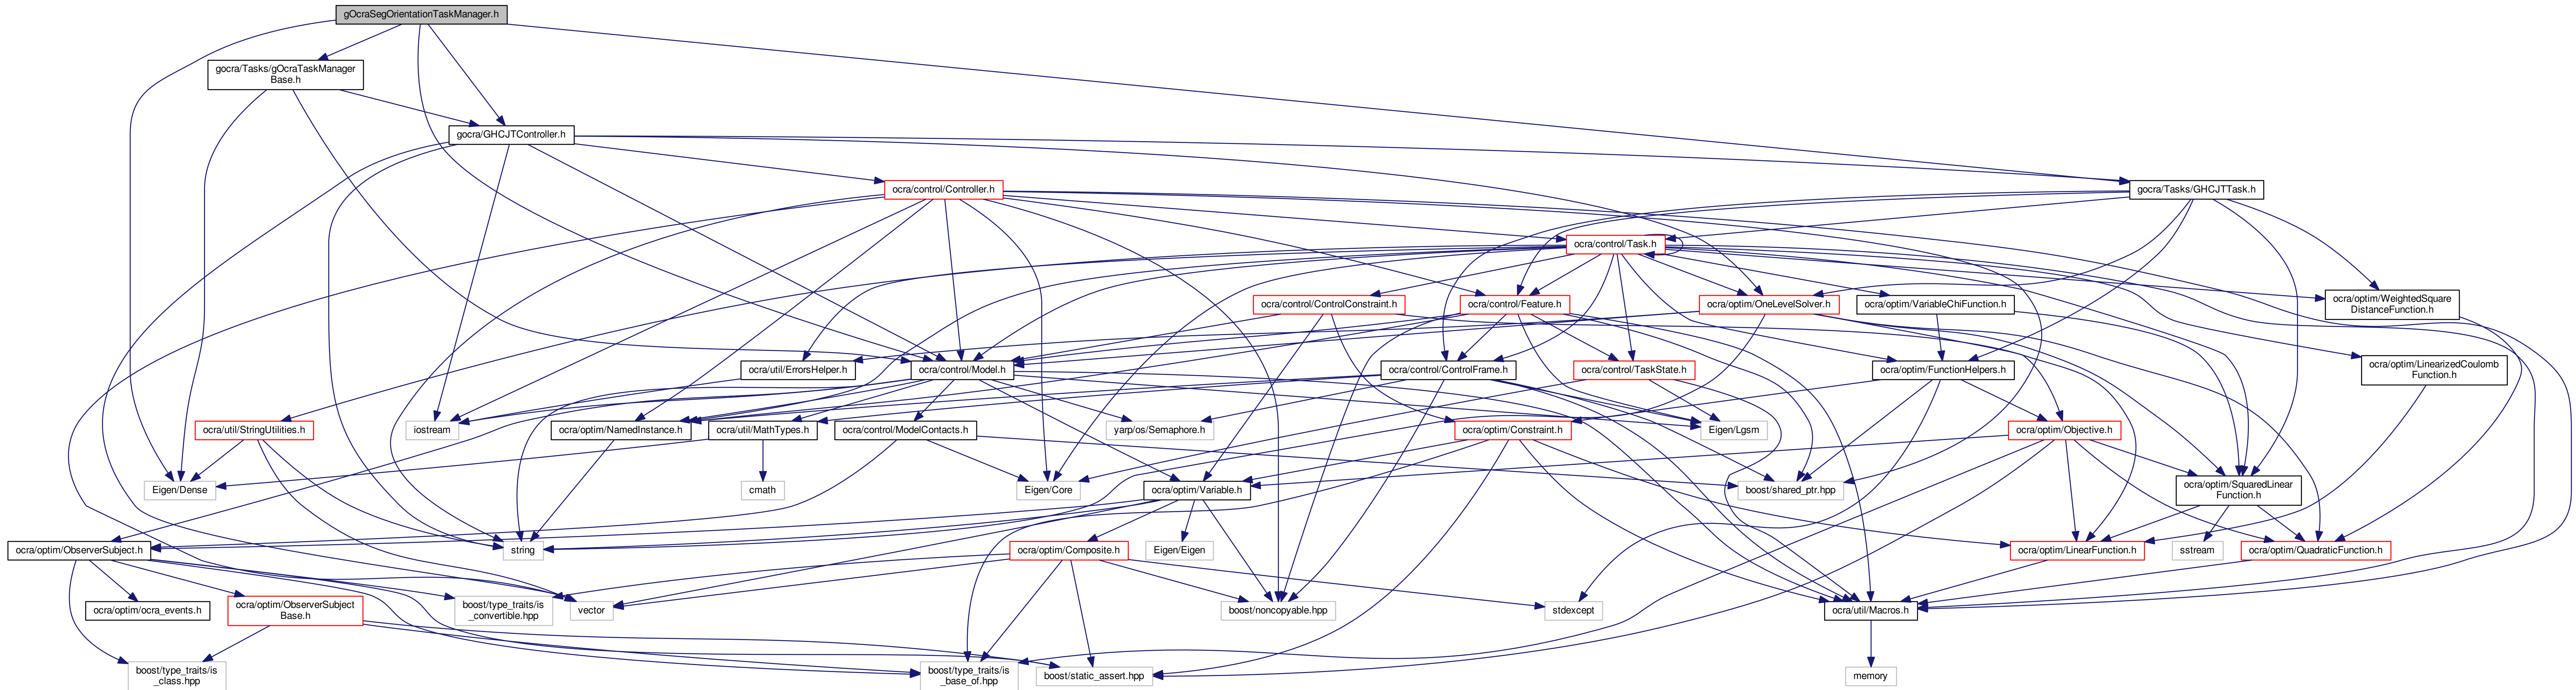 gOcraSegOrientationTaskManager.h
gocra/Tasks/gOcraTaskManager
Base.h
gocra/GHCJTController.h
ocra/control/Controller.h
gocra/Tasks/GHCJTTask.h
ocra/control/Task.h
ocra/control/ControlConstraint.h
ocra/control/Feature.h
ocra/optim/OneLevelSolver.h
ocra/optim/VariableChiFunction.h
ocra/optim/WeightedSquare
DistanceFunction.h
ocra/util/ErrorsHelper.h
ocra/control/Model.h
ocra/control/ControlFrame.h
ocra/control/TaskState.h
ocra/optim/FunctionHelpers.h
ocra/optim/LinearizedCoulomb
Function.h
ocra/util/StringUtilities.h
iostream
ocra/optim/NamedInstance.h
ocra/util/MathTypes.h
ocra/control/ModelContacts.h
yarp/os/Semaphore.h
ocra/optim/Constraint.h
Eigen/Lgsm
ocra/optim/Objective.h
Eigen/Dense
cmath
Eigen/Core
ocra/optim/Variable.h
boost/shared_ptr.hpp
ocra/optim/SquaredLinear
Function.h
ocra/optim/ObserverSubject.h
string
ocra/optim/Composite.h
Eigen/Eigen
ocra/optim/LinearFunction.h
sstream
ocra/optim/QuadraticFunction.h
ocra/optim/ocra_events.h
ocra/optim/ObserverSubject
Base.h
boost/type_traits/is
_convertible.hpp
vector
boost/noncopyable.hpp
stdexcept
ocra/util/Macros.h
boost/type_traits/is
_class.hpp
boost/type_traits/is
_base_of.hpp
boost/static_assert.hpp
memory